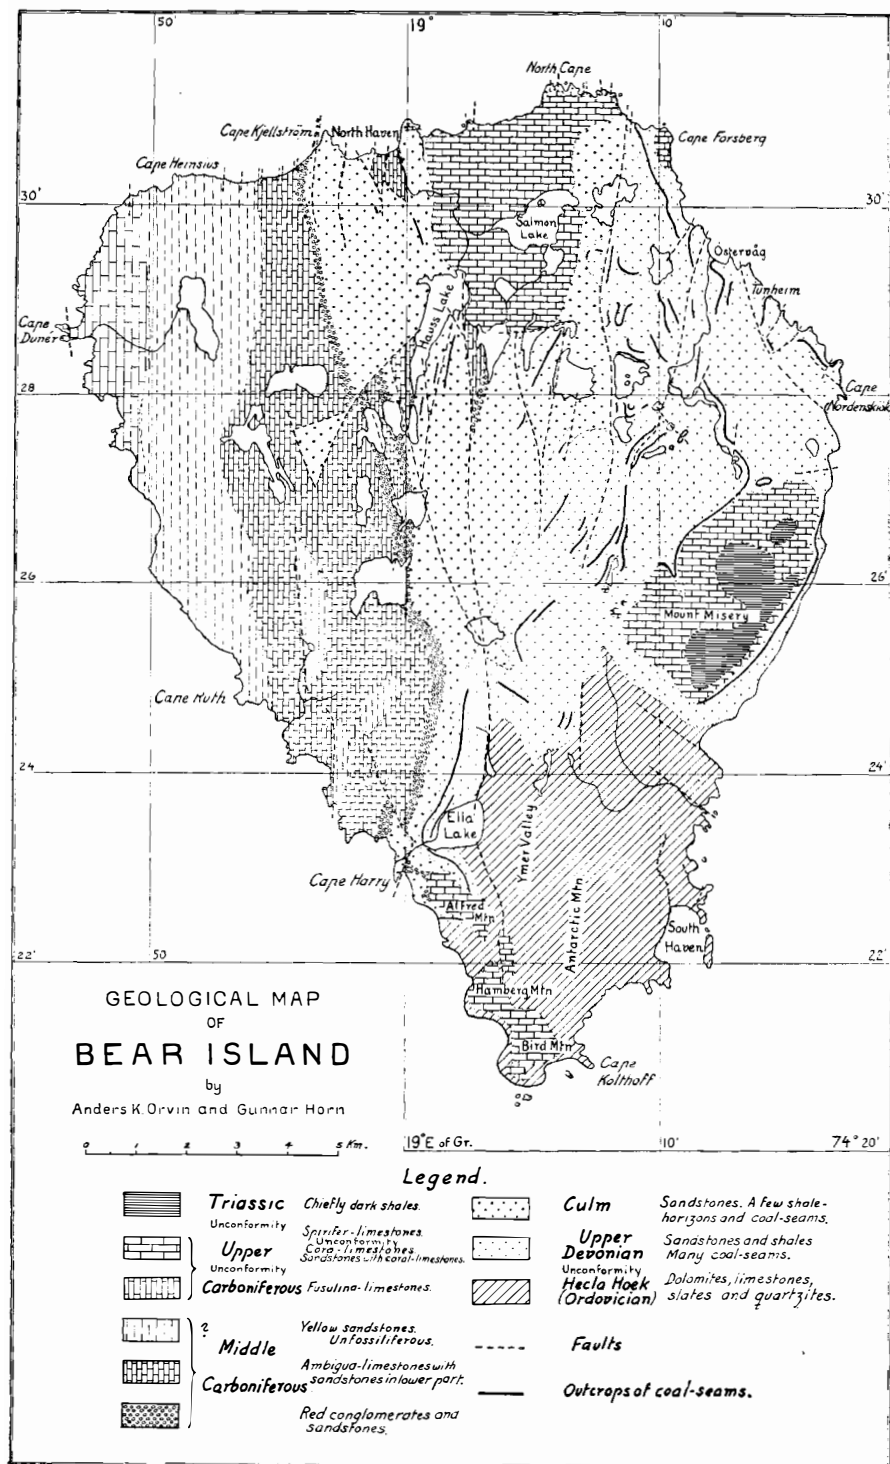 50'
19°
10'
North Cape
Cape Kjellström
North Haven
Cape Forsberg
Cape Heinsius
30'
30'
Salmon
Lake
Östervåg
Tunheim
Hauss Lake
Cape
Duner
28
Cape
Nordenskiöld
26
26'
Mount Misery
Cape Ruth
24
24'
Ella
Lake
Ymer Valley
Antarctic Mtn
Cape Harry
Alfred
Mtn
South
Haven
22'
50
22'
Hamberg Mtn
Bird Mtn
Cape
Kolthoff
GEOLOGICAL MAP
OF
BEAR ISLAND
by
Anders K. Orvin and Gunnar Horn
0 1 2 3 4 5 Km.
19°E of Gr.
10'
74° 20'
Legend.
Triassic Chiefly dark shales.
Unconformity
Upper Spirifer-limestones.
Unconformity
Cora-limestones.
Sandstones with coral-limestones.
Unconformity
Carboniferous Fusulina-limestones.
? Yellow sandstones.
Middle Unfossiliferous.
Ambigua-limestones with
Carboniferous sandstones in lower part.
Red conglomerates and
sandstones.
Culm Sandstones. A few shale-
horizons and coal-seams.
Upper Sandstones and shales
Devonian Many coal-seams.
Unconformity
Hecla Hoek Dolomites, limestones,
(Ordovician) slates and quartzites.
Faults
Outcrops of coal-seams.